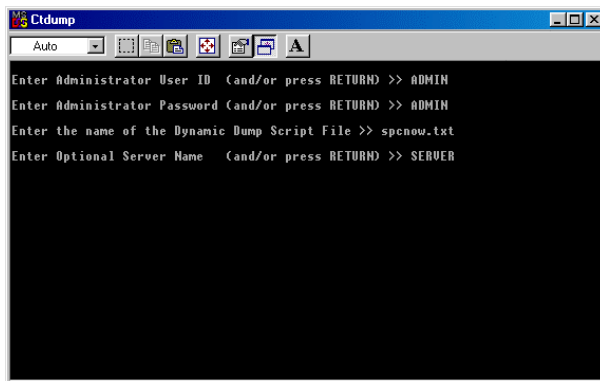 Ctdump
Auto A
Enter Administrator User ID (and/or press RETURN) >> ADMIN
Enter Administrator Password (and/or press RETURN) >> ADMIN
Enter the name of the Dynamic Dump Script File >> spcnow.txt
Enter Optional Server Name (and/or press RETURN) >> SERVER